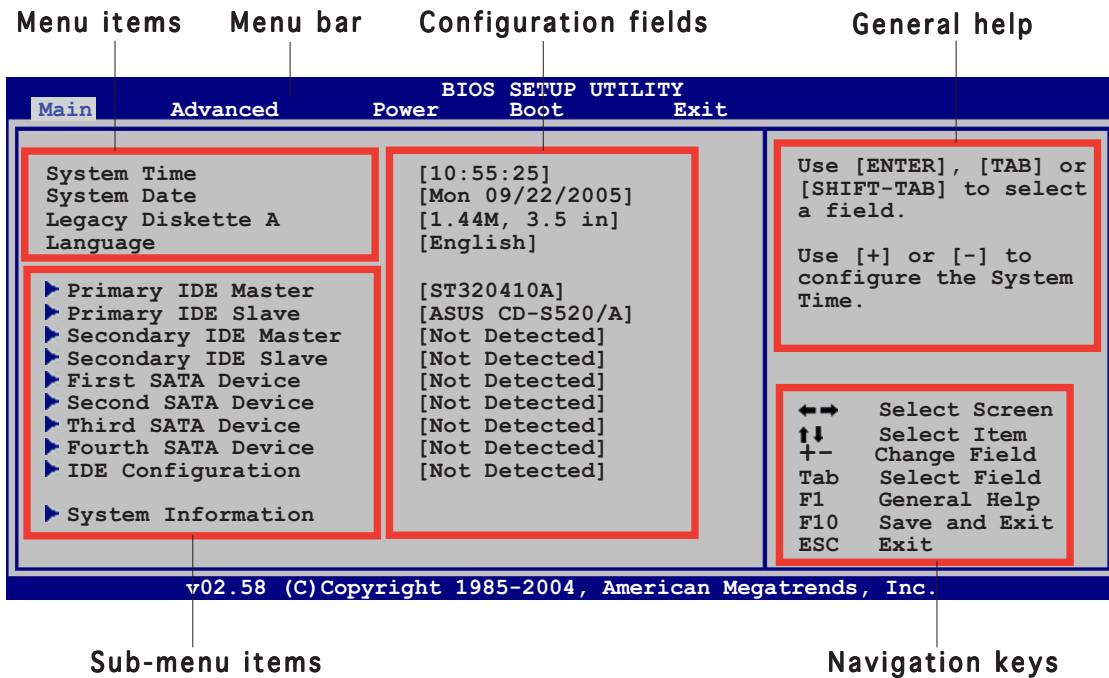 Menu items Menu bar Configuration fields General help
BIOS SETUP UTILITY
Main Advanced Power Boot Exit
System Time [10:55:25]
System Date [Mon 09/22/2005]
Legacy Diskette A [1.44M, 3.5 in]
Language [English]
Primary IDE Master [ST320410A]
Primary IDE Slave [ASUS CD-S520/A]
Secondary IDE Master [Not Detected]
Secondary IDE Slave [Not Detected]
First SATA Device [Not Detected]
Second SATA Device [Not Detected]
Third SATA Device [Not Detected]
Fourth SATA Device [Not Detected]
IDE Configuration [Not Detected]
System Information
Use [ENTER], [TAB] or
[SHIFT-TAB] to select
a field.
Use [+] or [-] to
configure the System
Time.
Select Screen
Select Item
+- Change Field
Tab Select Field
F1 General Help
F10 Save and Exit
ESC Exit
v02.58 (C)Copyright 1985-2004, American Megatrends, Inc.
Sub-menu items Navigation keys